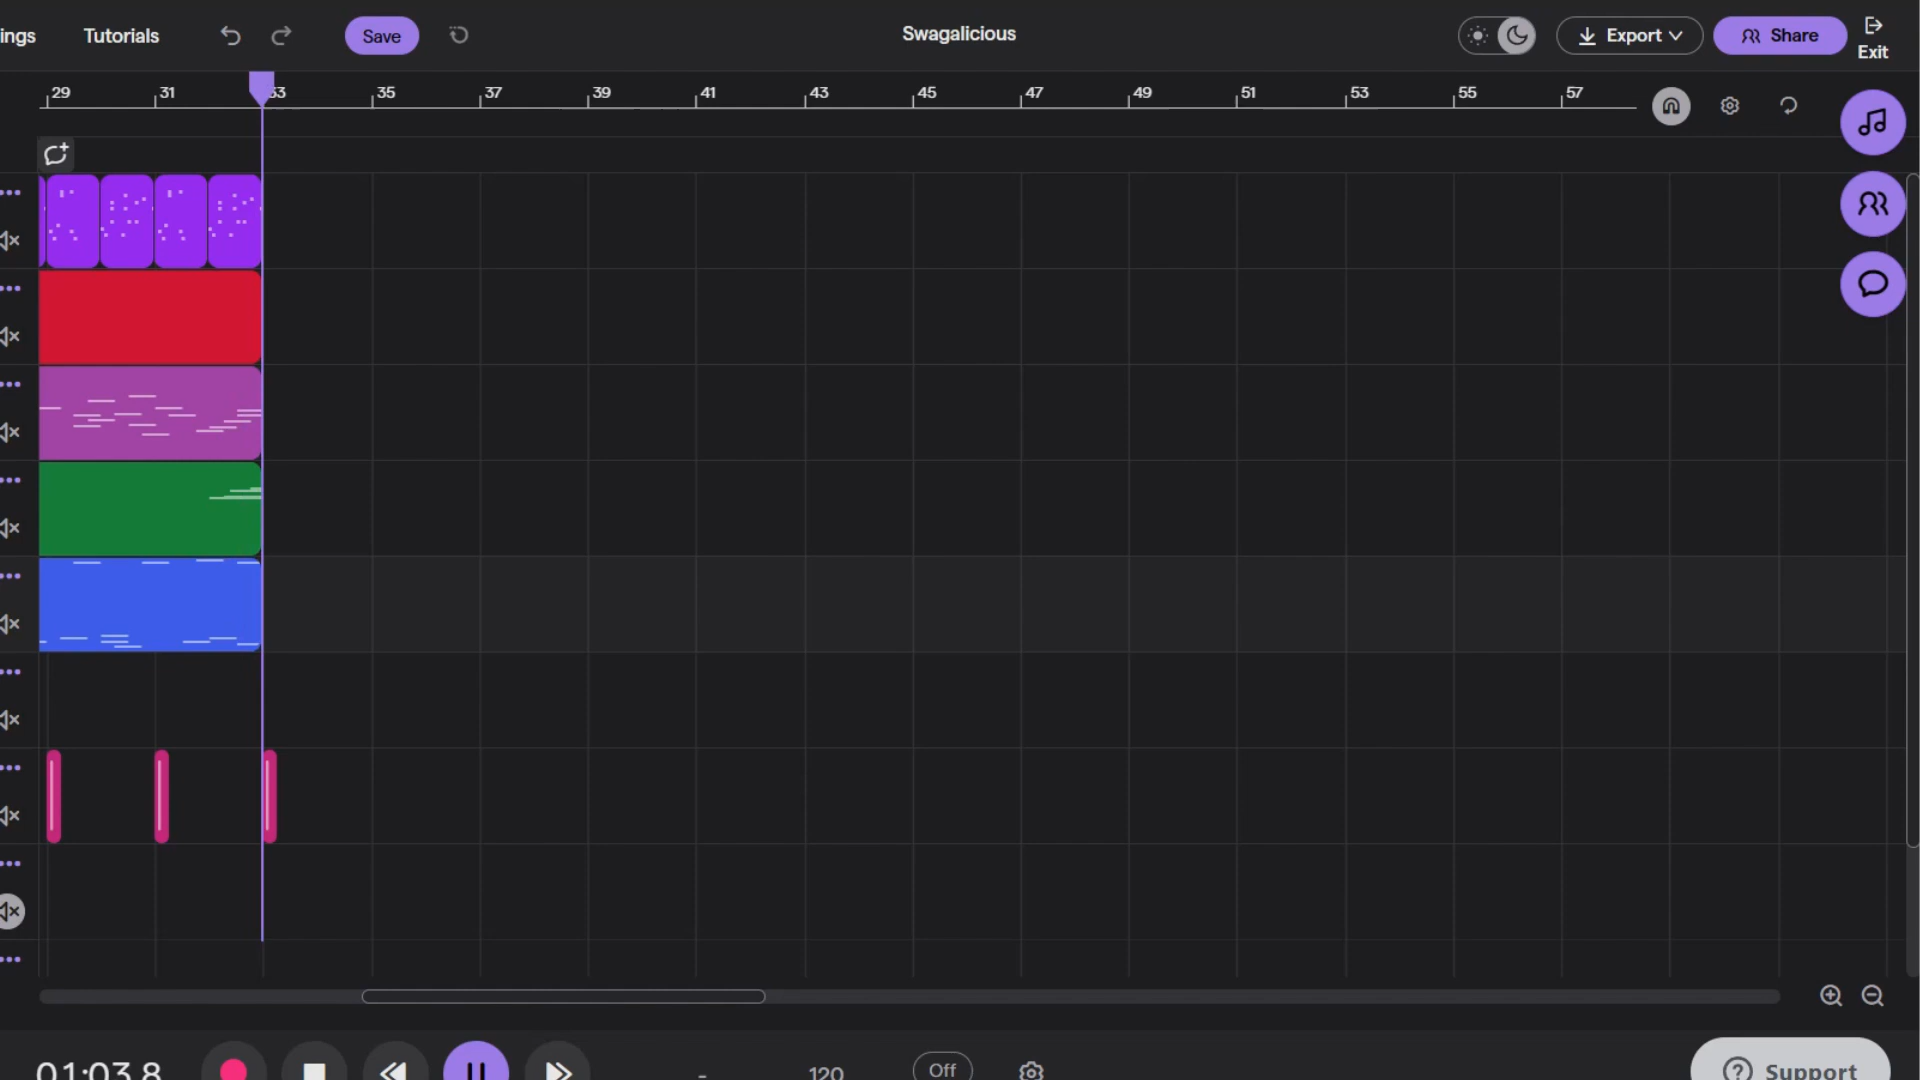 ings
Tutorials
Save
Swagalicious
Export
Share
Exit
29
31
33
35
37
39
41
43
45
47
49
51
53
55
57
01:03.8
-
120
Off
Support